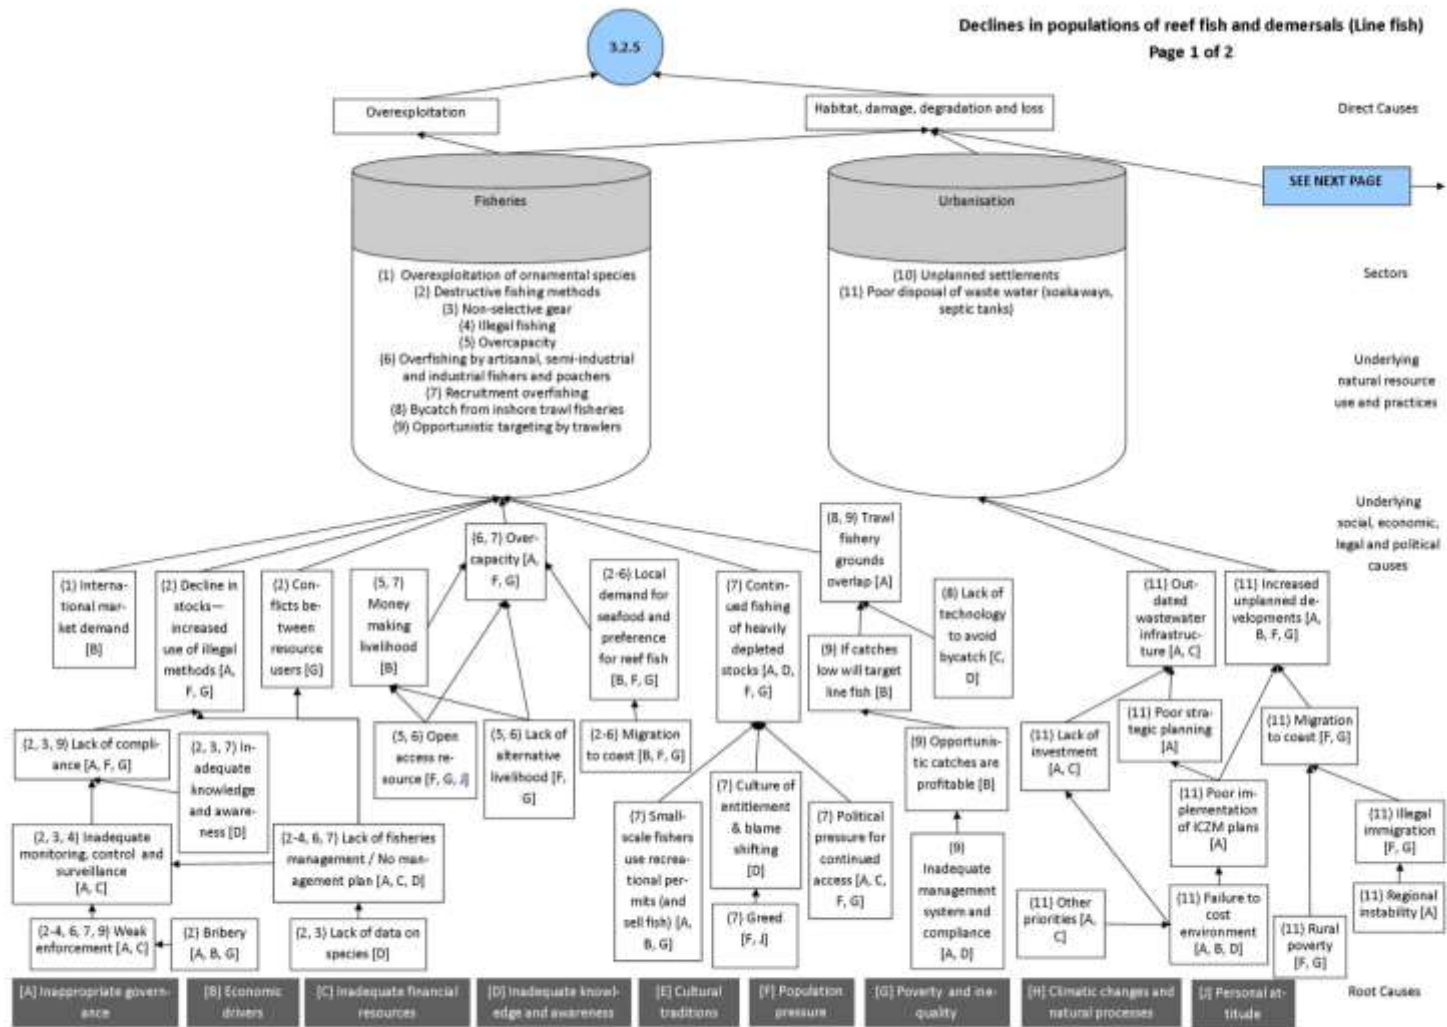 Declines in populations of reef fish and demersals (Line fish)
Page 1 of 2
3.2.5
Overexploitation
Habitat, damage, degradation and loss
Direct Causes
SEE NEXT PAGE
Fisheries
Urbanisation
Sectors
(1) Overexploitation of ornamental species
(2) Destructive fishing methods
(3) Non-selective gear
(4) Illegal fishing
(5) Overcapacity
(6) Overfishing by artisanal, semi-industrial
and industrial fishers and poachers
(7) Recruitment overfishing
(8) Bycatch from inshore trawl fisheries
(9) Opportunistic targeting by trawlers
(10) Unplanned settlements
(11) Poor disposal of waste water (soakaways,
septic tanks)
Underlying
natural resource
use and practices
Underlying
social, economic,
legal and political
causes
(1) Interna-
tional mar-
ket demand
[B]
(2) Decline in
stocks—
increased
use of illegal
methods [A,
F, G]
(2) Con-
flicts be-
tween
resource
users [G]
(5, 7)
Money
making
livelihood
[B]
(6, 7) Over-
capacity [A,
F, G]
(2-6) Local
demand for
seafood and
preference
for reef fish
[B, F, G]
(7) Contin-
ued fishing
of heavily
depleted
stocks [A, D,
F, G]
(8, 9) Trawl
fishery
grounds
overlap [A]
(9) If catches
low will target
line fish [B]
(8) Lack of
technology
to avoid
bycatch [C,
D]
(11) Out-
dated
wastewater
infrastruc-
ture [A, C]
(11) Increased
unplanned de-
velopments [A,
B, F, G]
(2, 3, 9) Lack of compli-
ance [A, F, G]
(2, 3, 7) In-
adequate
knowledge
and aware-
ness [D]
(5, 6) Open
access re-
source [F, G, J]
(5, 6) Lack of
alternative
livelihood [F,
G]
(2-6) Migration
to coast [B, F, G]
(9) Opportunis-
tic catches are
profitable [B]
(11) Lack of
investment
[A, C]
(11) Poor stra-
tegic planning
[A]
(11) Migration
to coast [F, G]
(2, 3, 4) Inadequate
monitoring, control and
surveillance
[A, C]
(2-4, 6, 7) Lack of fisheries
management / No man-
agement plan [A, C, D]
(7) Small-
scale fishers
use recrea-
tional per-
mits (and
sell fish) [A,
B, G]
(7) Culture of
entitlement
& blame
shifting
[D]
(7) Political
pressure for
continued
access [A, C,
F, G]
(9)
Inadequate
management
system and
compliance
[A, D]
(11) Poor im-
plementation
of ICZM plans
[A]
(11) Illegal
immigration
[F, G]
(2-4, 6, 7, 9) Weak
enforcement [A, C]
(2) Bribery
[A, B, G]
(2, 3) Lack of data on
species [D]
(7) Greed
[F, J]
(11) Other
priorities [A,
C]
(11) Failure to
cost
environment
[A, B, D]
(11) Rural
poverty
[F, G]
(11) Regional
instability [A]
[A] Inappropriate govern-
ance
[B] Economic
drivers
[C] Inadequate financial
resources
[D] Inadequate knowl-
edge and awareness
[E] Cultural
traditions
[F] Population
pressure
[G] Poverty and ine-
quality
[H] Climatic changes and
natural processes
[J] Personal at-
titude
Root Causes